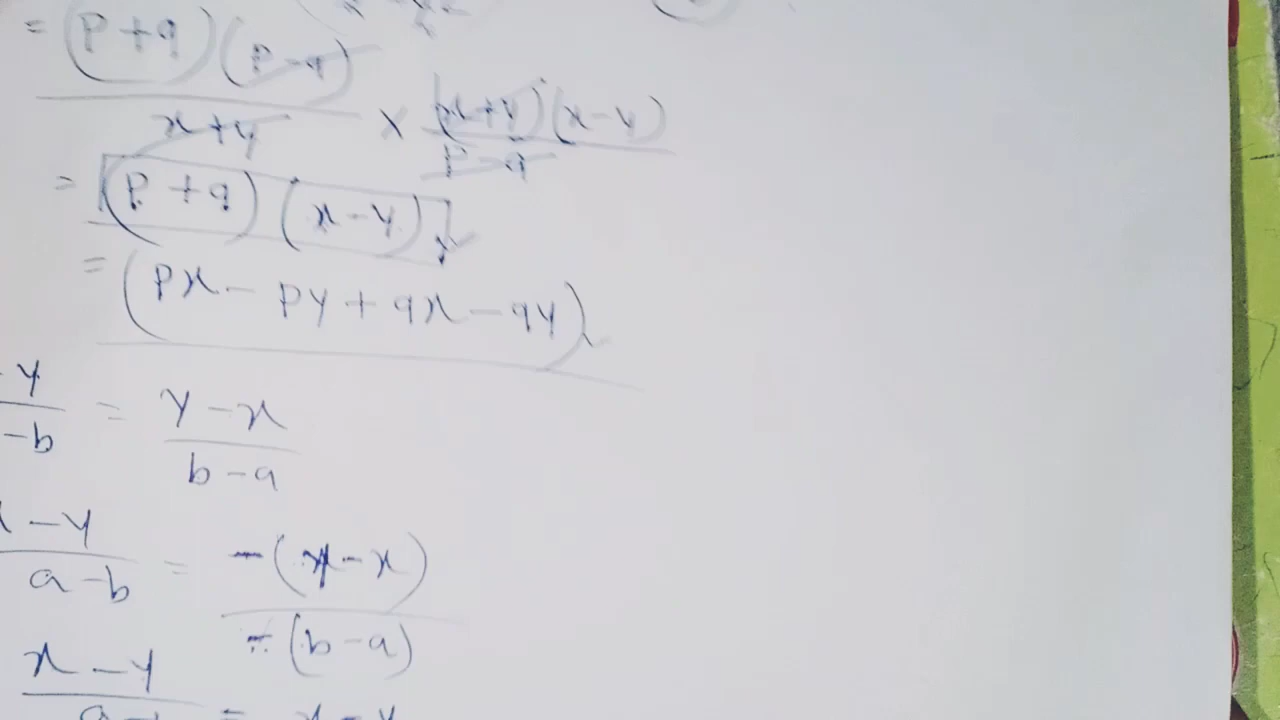 = (p+q)(p-q)/x+y × (x+y)(x-y)/p-q
= [(p+q)(x-y)]
= (px - py + qx - qy)
y/-b = y-x/b-a
x-y/a-b = -(y-x)/-(b-a)
x-y/a- = x-y